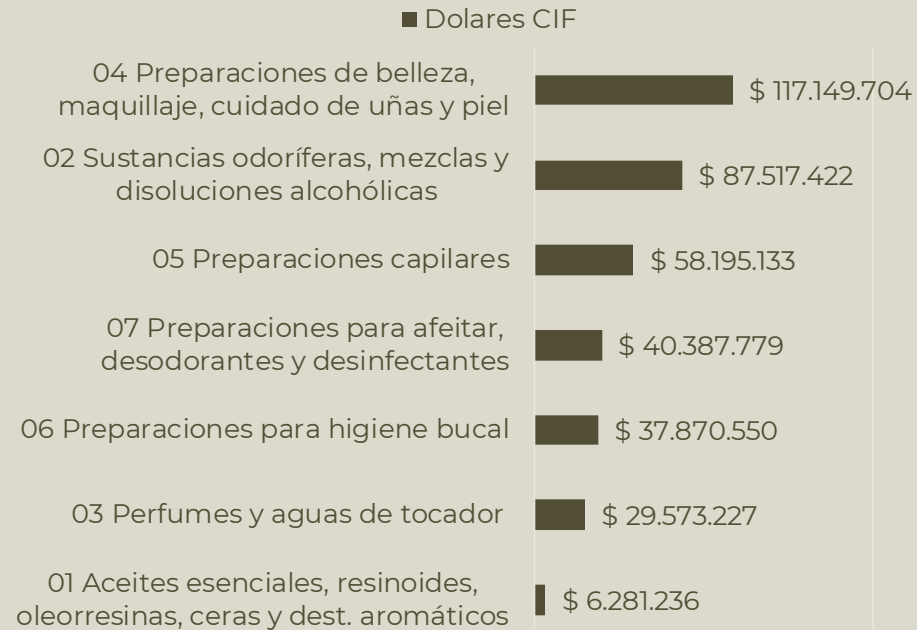 Dolares CIF
04 Preparaciones de belleza,
maquillaje, cuidado de uñas y piel
$ 117.149.704
02 Sustancias odoríferas, mezclas y
disoluciones alcohólicas
$ 87.517.422
05 Preparaciones capilares
$ 58.195.133
07 Preparaciones para afeitar,
desodorantes y desinfectantes
$ 40.387.779
06 Preparaciones para higiene bucal
$ 37.870.550
03 Perfumes y aguas de tocador
$ 29.573.227
01 Aceites esenciales, resinoides,
oleorresinas, ceras y dest. aromáticos
$ 6.281.236